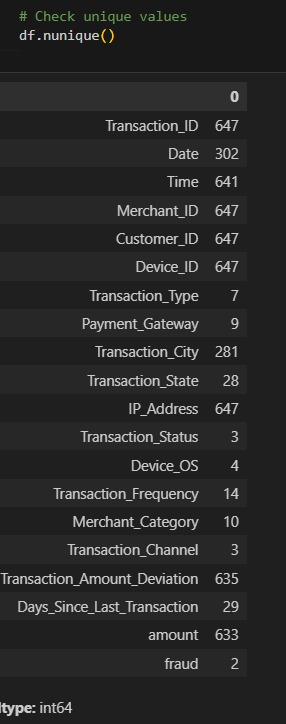 # Check unique values
df.nunique()
0
Transaction_ID 647
Date 302
Time 641
Merchant_ID 647
Customer_ID 647
Device_ID 647
Transaction_Type 7
Payment_Gateway 9
Transaction_City 281
Transaction_State 28
IP_Address 647
Transaction_Status 3
Device_OS 4
Transaction_Frequency 14
Merchant_Category 10
Transaction_Channel 3
Transaction_Amount_Deviation 635
Days_Since_Last_Transaction 29
amount 633
fraud 2
dtype: int64